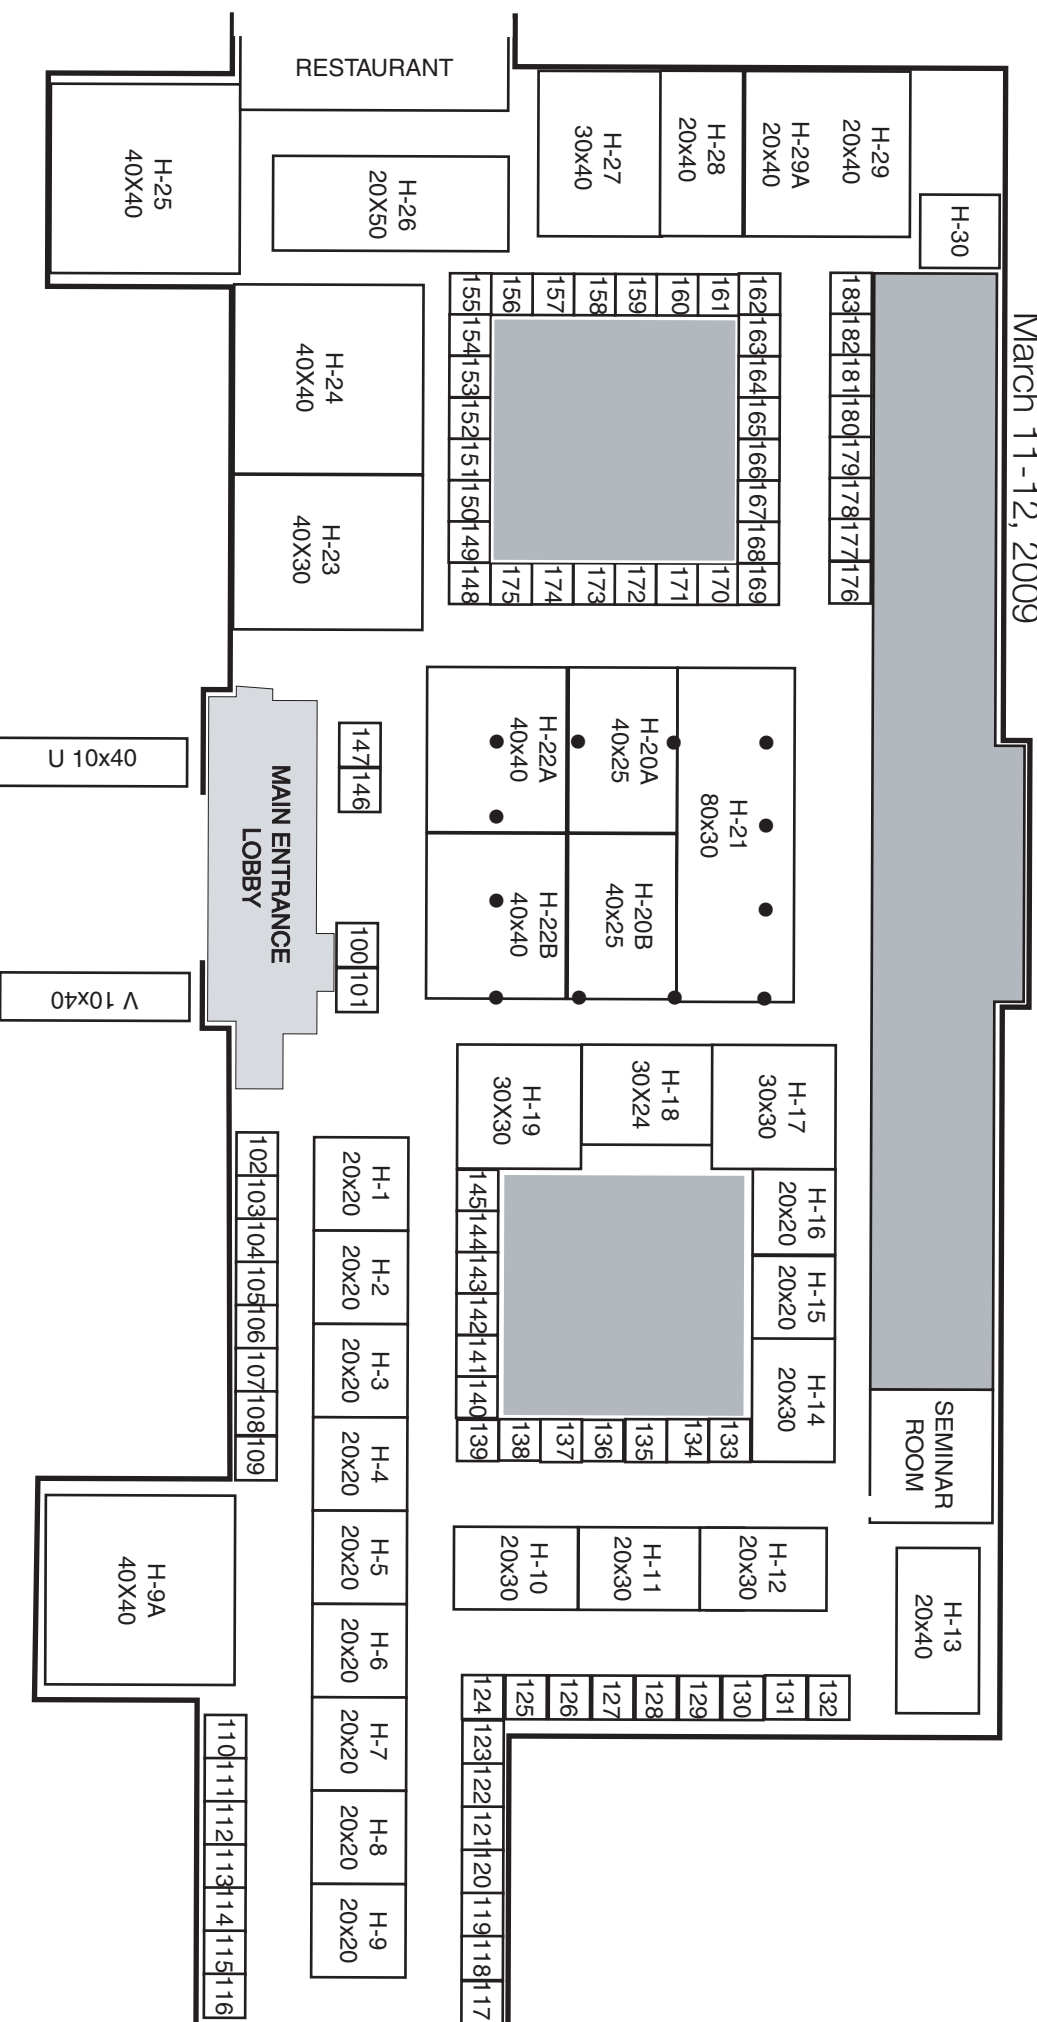 March 11-12, 2009
RESTAURANT
H-25
40X40
H-26
20X50
H-27
30x40
H-28
20x40
H-29A
20x40
H-29
20x40
H-30
H-24
40X40
H-23
40X30
155
156
157
158
159
160
161
162
154
153
152
151
150
149
148
163
164
165
166
167
168
169
175
174
173
172
171
170
183
182
181
180
179
178
177
176
U 10x40
V 10x40
MAIN ENTRANCE
LOBBY
147
146
100
101
H-22A
40x40
H-20A
40x25
H-21
80x30
H-22B
40x40
H-20B
40x25
H-19
30X30
H-18
30X24
H-17
30x30
H-16
20x20
H-15
20x20
H-14
20x30
145
144
143
142
141
140
139
138
137
136
135
134
133
SEMINAR
ROOM
102
103
104
105
106
107
108
109
H-1
20x20
H-2
20x20
H-3
20x20
H-4
20x20
H-5
20x20
H-6
20x20
H-7
20x20
H-8
20x20
H-9
20x20
H-9A
40X40
H-10
20x30
H-11
20x30
H-12
20x30
H-13
20x40
124
125
126
127
128
129
130
131
132
123
122
121
120
119
118
117
110
111
112
113
114
115
116